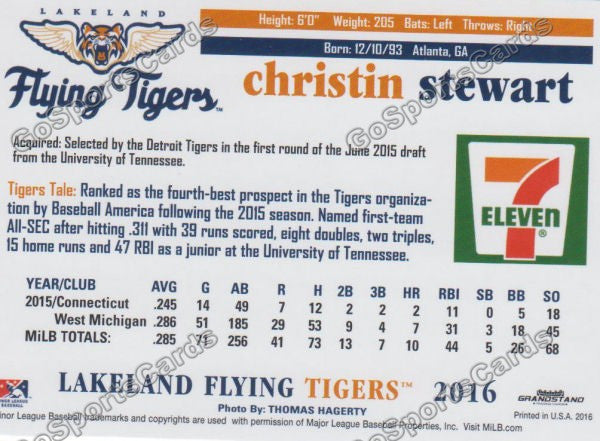 LAKELAND
Flying Tigers™
Height: 6'0" Weight: 205 Bats: Left Throws: Right
Born: 12/10/93 Atlanta, GA
christin stewart
Acquired: Selected by the Detroit Tigers in the first round of the June 2015 draft
from the University of Tennessee.
Tigers Tale: Ranked as the fourth-best prospect in the Tigers organiza-
tion by Baseball America following the 2015 season. Named first-team
All-SEC after hitting .311 with 39 runs scored, eight doubles, two triples,
15 home runs and 47 RBI as a junior at the University of Tennessee.
7
ELEVEN
YEAR/CLUB AVG G AB R H 2B 3B HR RBI SB BB SO
2015/Connecticut .245 14 49 7 12 2 2 2 11 0 5 18
West Michigan .286 51 185 29 53 9 4 7 31 3 18 45
MiLB TOTALS: .285 71 256 41 73 13 7 10 44 5 26 68
LAKELAND FLYING TIGERS™ 2016
GRANDSTAND
Photo By: THOMAS HAGERTY
Printed in U.S.A. 2016
inor League Baseball trademarks and copyrights are used with permission of Major League Baseball Properties, Inc. Visit MiLB.com
GoSportsCards